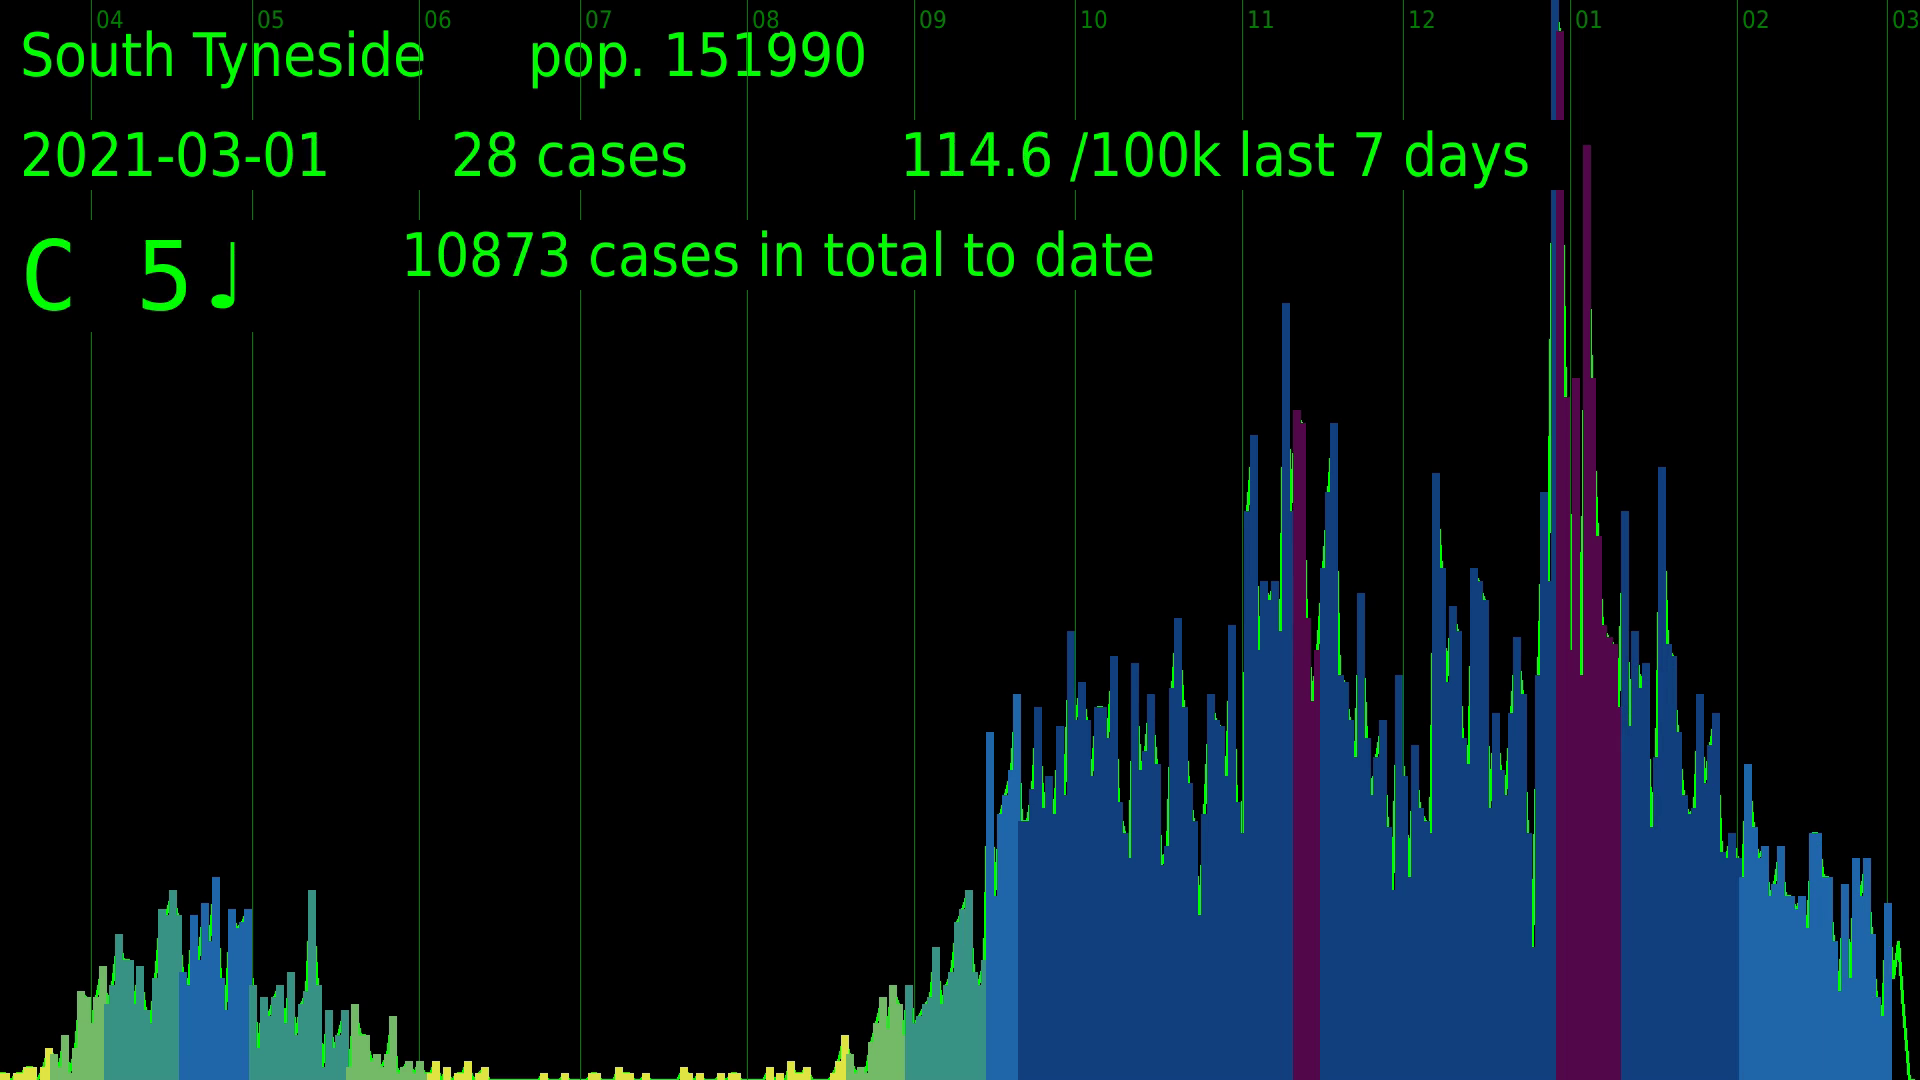 04 05 06 07 08 09 10 11 12 01 02 03
South Tyneside pop. 151990
2021-03-01 28 cases 114.6 /100k last 7 days
C 5♩ 10873 cases in total to date